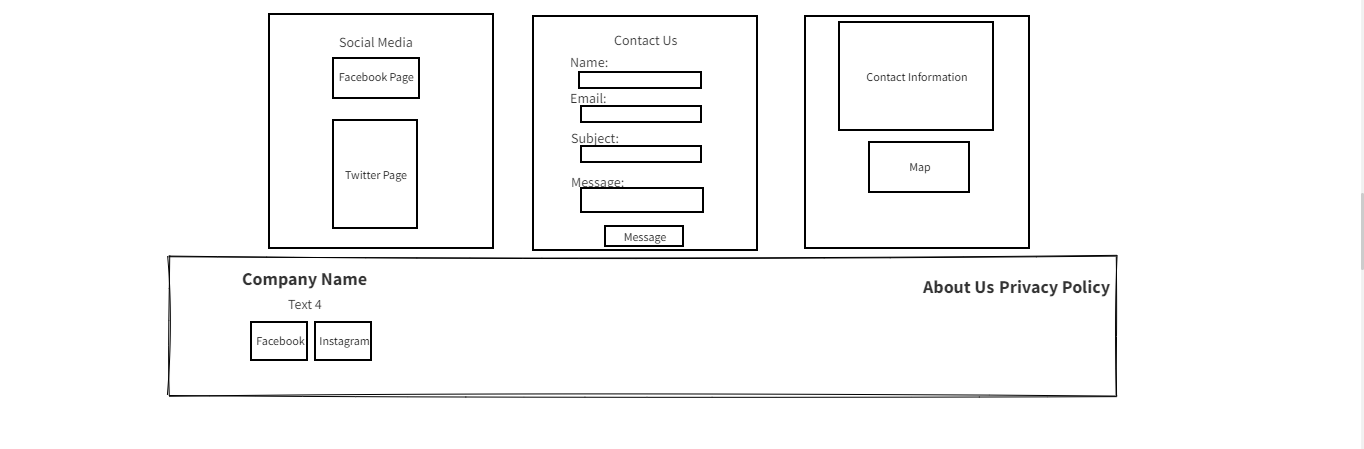 Social Media
Facebook Page
Twitter Page
Contact Us
Name:
Email:
Subject:
Message:
Message
Contact Information
Map
Company Name
Text 4
Facebook
Instagram
About Us Privacy Policy